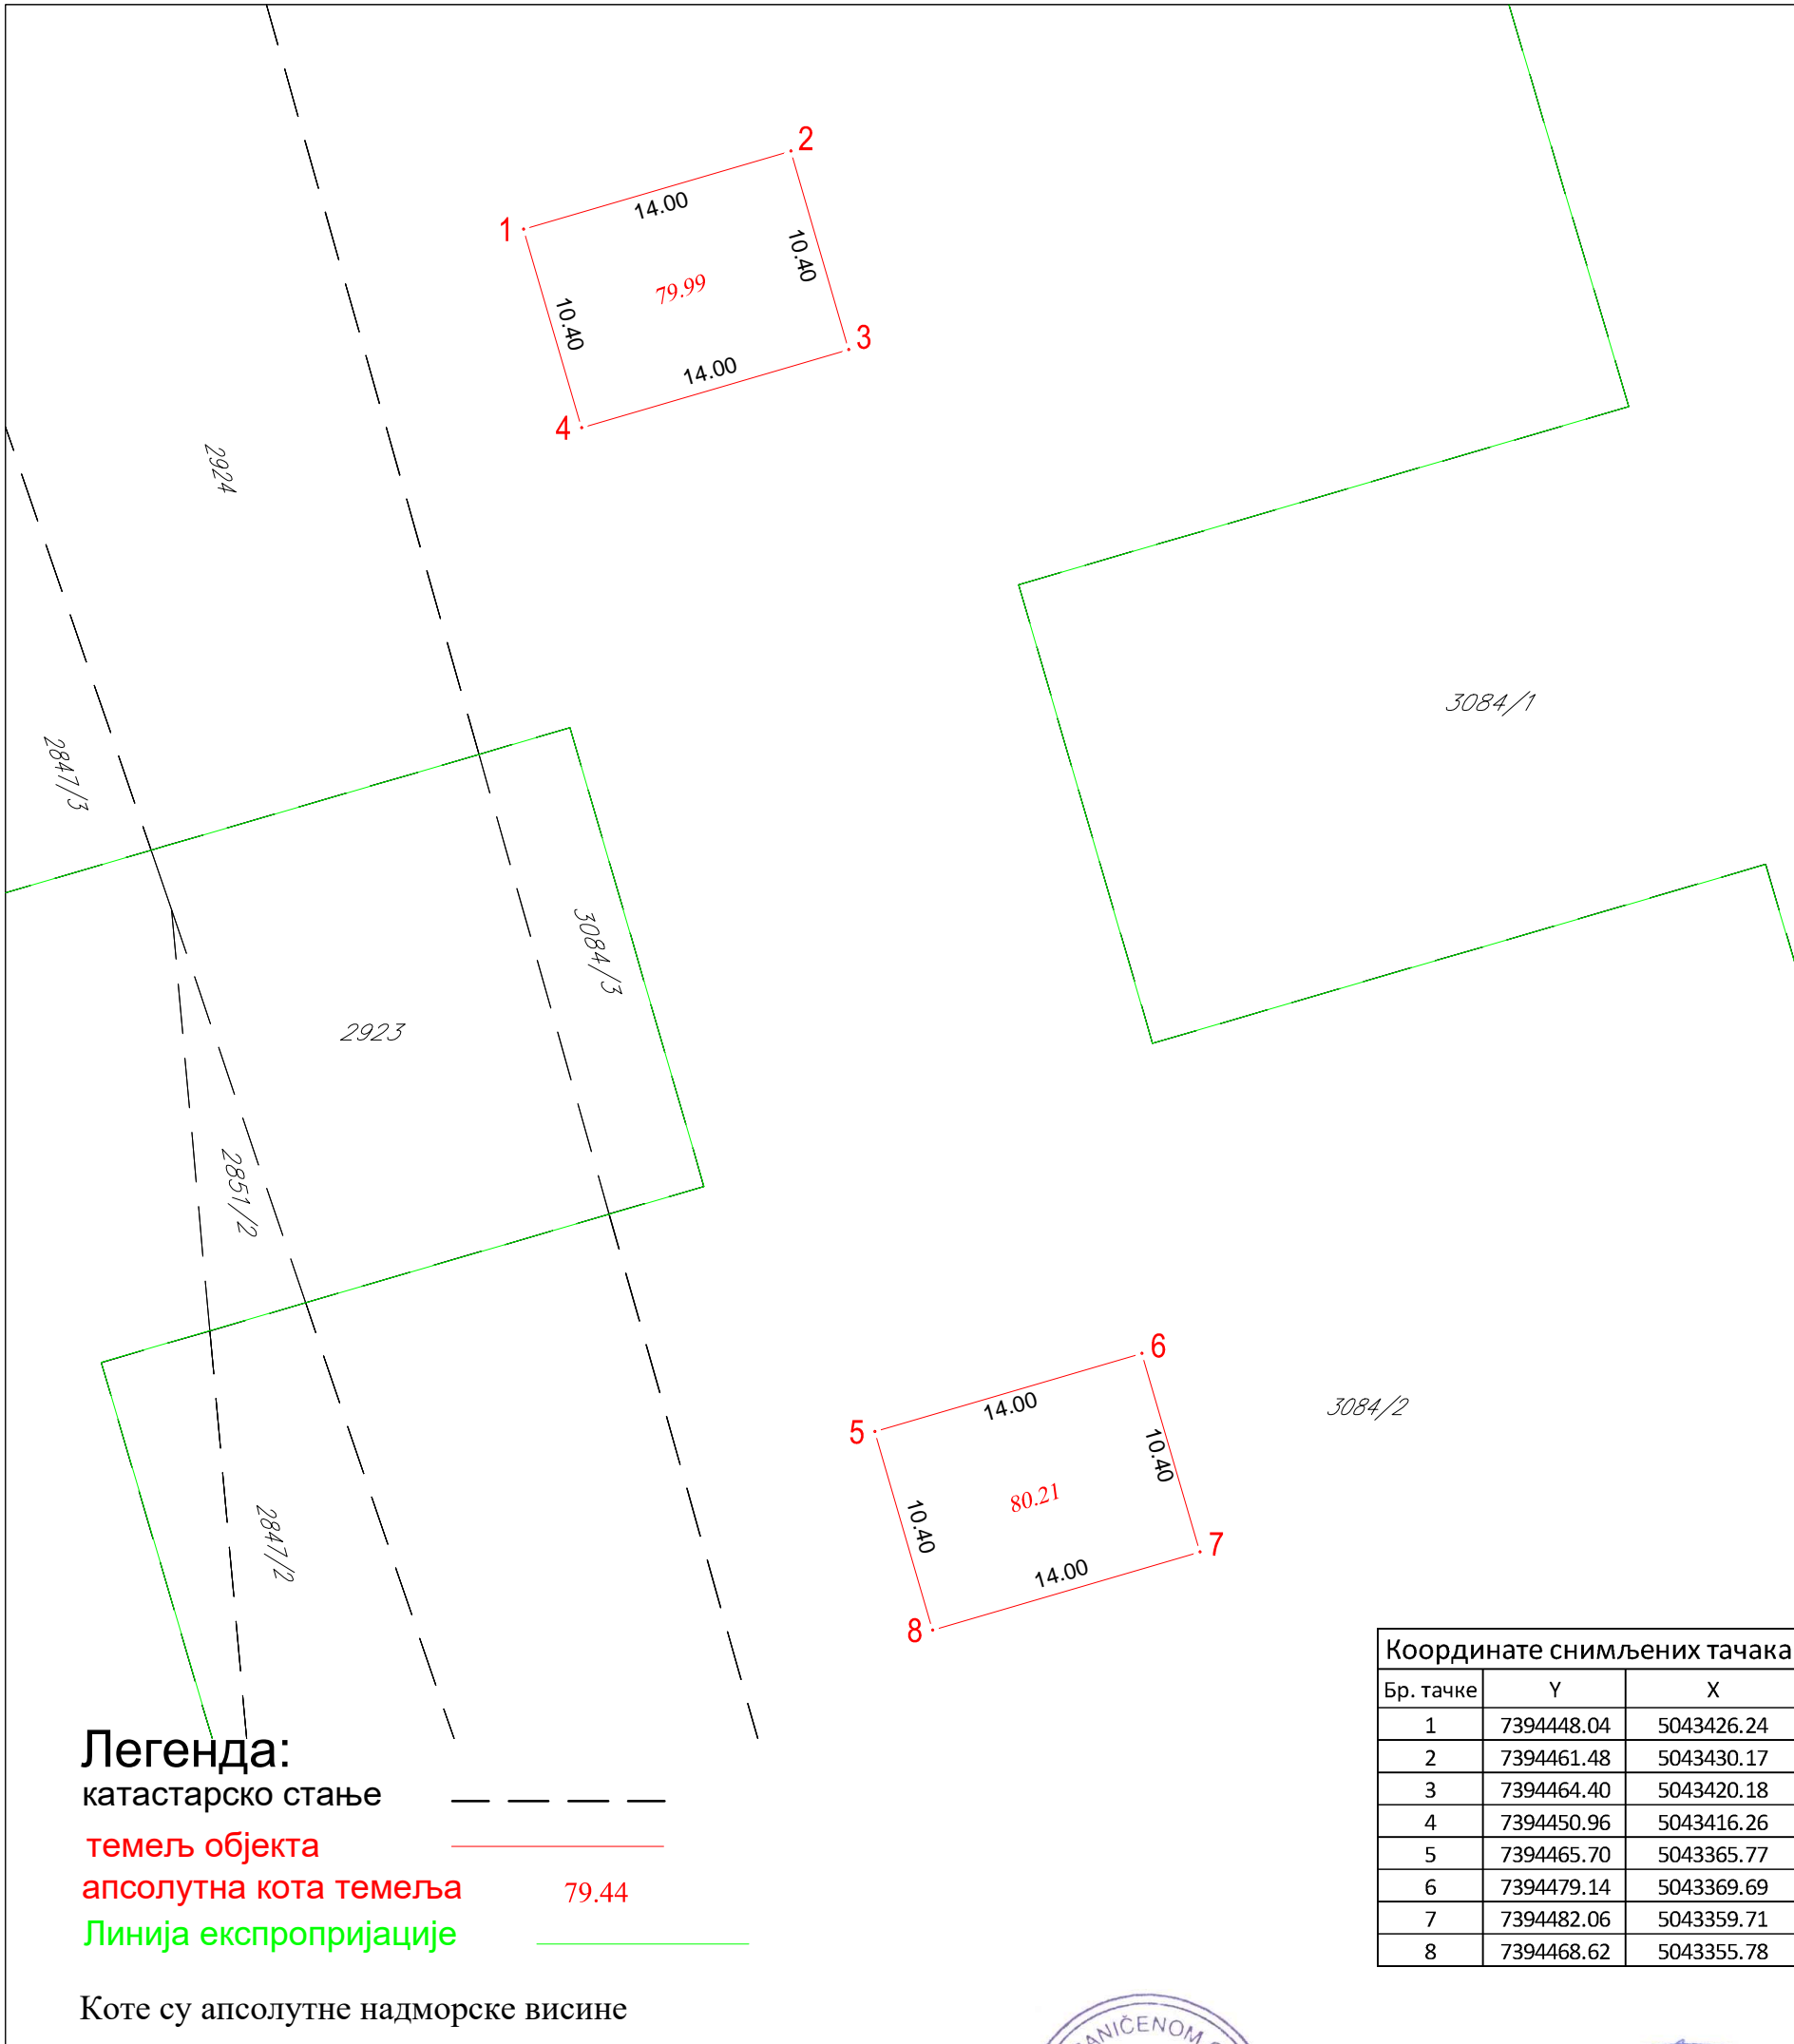 2
14.00
1
10.40
79.99
10.40
3
14.00
4
2924
3084/1
2847/3
3084/3
2923
2851/2
6
14.00
3084/2
5
10.40
80.21
10.40
2847/2
7
14.00
8
Координате снимљених тачака
Бр. тачке Y X
1 7394448.04 5043426.24
2 7394461.48 5043430.17
3 7394464.40 5043420.18
4 7394450.96 5043416.26
5 7394465.70 5043365.77
6 7394479.14 5043369.69
7 7394482.06 5043359.71
8 7394468.62 5043355.78
Легенда:
катастарско стање
темељ објекта
апсолутна кота темеља 79.44
Линија експропријације
Коте су апсолутне надморске висине